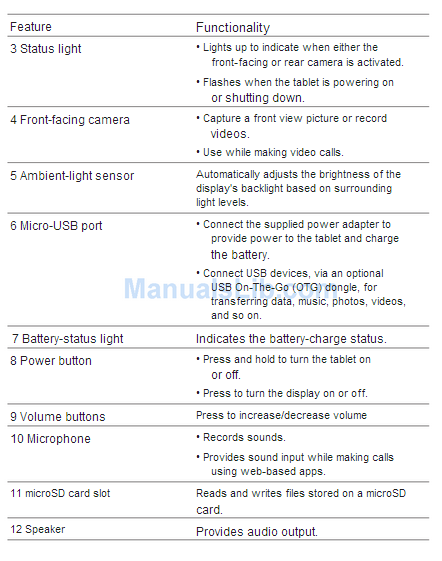 Feature Functionality
3 Status light • Lights up to indicate when either the
front-facing or rear camera is activated.
• Flashes when the tablet is powering on
or shutting down.
4 Front-facing camera • Capture a front view picture or record
videos.
• Use while making video calls.
5 Ambient-light sensor Automatically adjusts the brightness of the
display's backlight based on surrounding
light levels.
6 Micro-USB port • Connect the supplied power adapter to
provide power to the tablet and charge
the battery.
• Connect USB devices, via an optional
USB On-The-Go (OTG) dongle, for
transferring data, music, photos, videos,
and so on.
ManualsLib.com
7 Battery-status light Indicates the battery-charge status.
8 Power button • Press and hold to turn the tablet on
or off.
• Press to turn the display on or off.
9 Volume buttons Press to increase/decrease volume
10 Microphone • Records sounds.
• Provides sound input while making calls
using web-based apps.
11 microSD card slot Reads and writes files stored on a microSD
card.
12 Speaker Provides audio output.